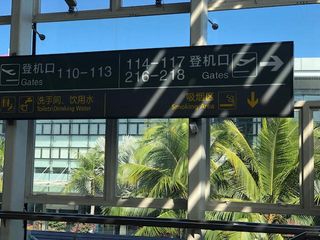 登机口 110-113
Gates
114-117 登机口
216-218 Gates
洗手间、饮用水
Toilets\Drinking Water
吸烟区
Smoking Area